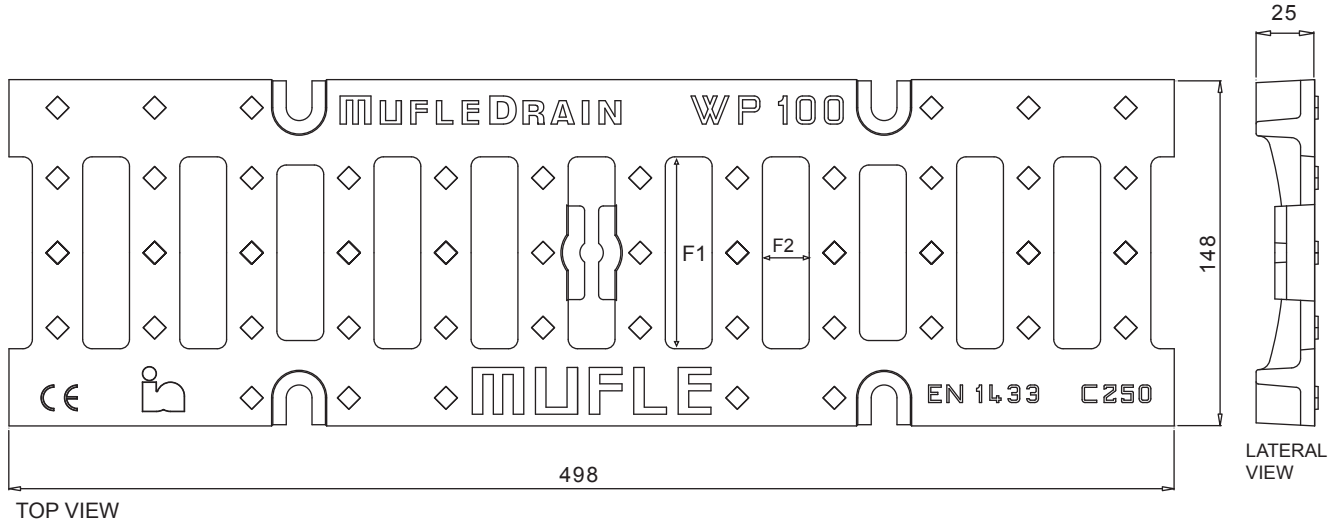 25
MUFLEDRAIN WP 100
F1
F2
148
CE
MUFLE
EN 1433 C250
LATERAL
VIEW
498
TOP VIEW